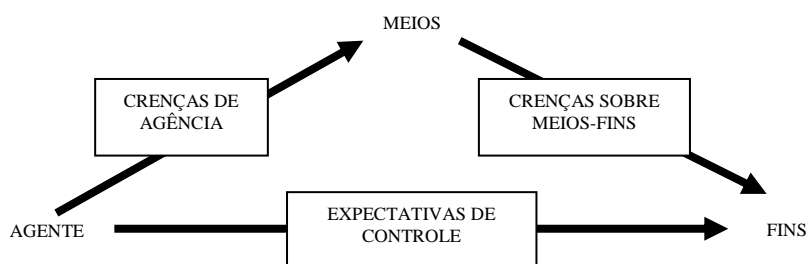 MEIOS
CRENÇAS DE
AGÊNCIA
CRENÇAS SOBRE
MEIOS-FINS
AGENTE
EXPECTATIVAS DE
CONTROLE
FINS